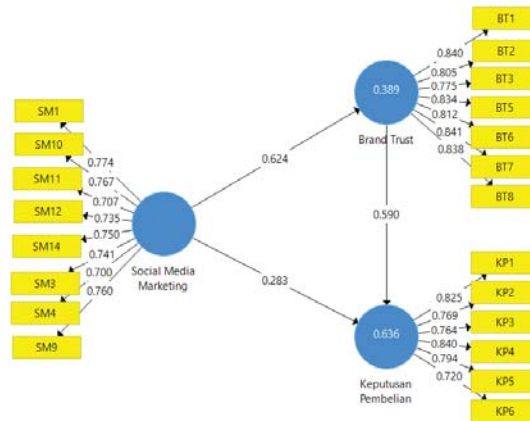 SM1
SM10
SM11
SM12
SM14
SM3
SM4
SM9
0.774
0.767
0.707
0.735
0.750
0.741
0.700
0.760
Social Media
Marketing
0.624
0.283
0.389
Brand Trust
0.590
0.636
Keputusan
Pembelian
0.840
0.805
0.775
0.834
0.812
0.841
0.838
BT1
BT2
BT3
BT5
BT6
BT7
BT8
0.825
0.769
0.764
0.840
0.794
0.720
KP1
KP2
KP3
KP4
KP5
KP6